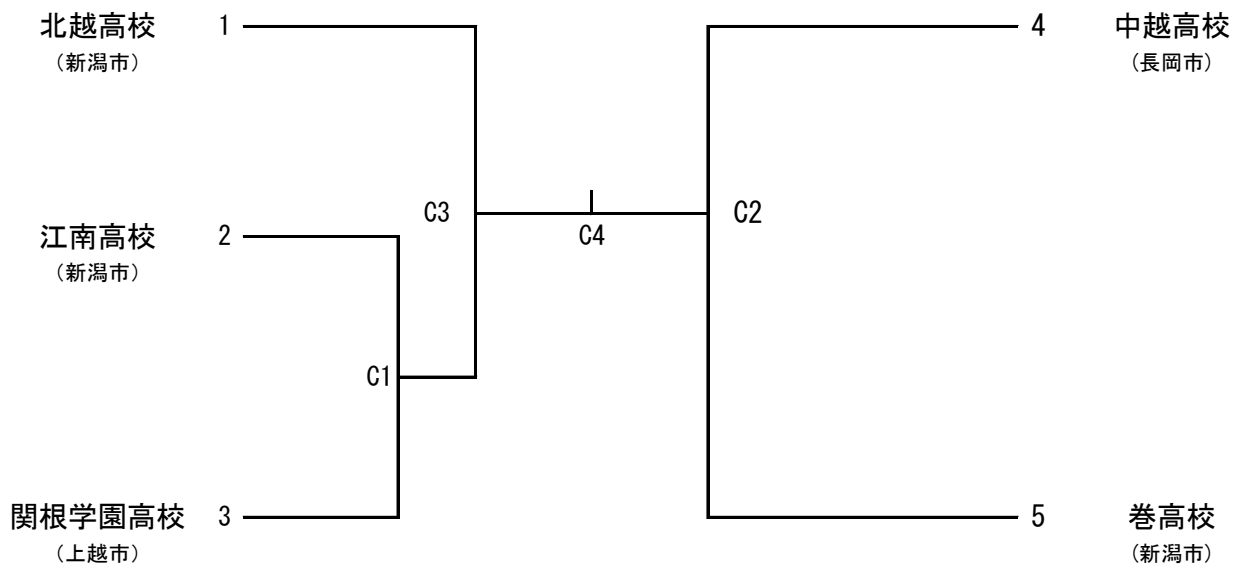 北越高校 1
(新潟市)
4 中越高校
(長岡市)
C3
C2
C4
江南高校 2
(新潟市)
C1
関根学園高校 3
(上越市)
5 巻高校
(新潟市)